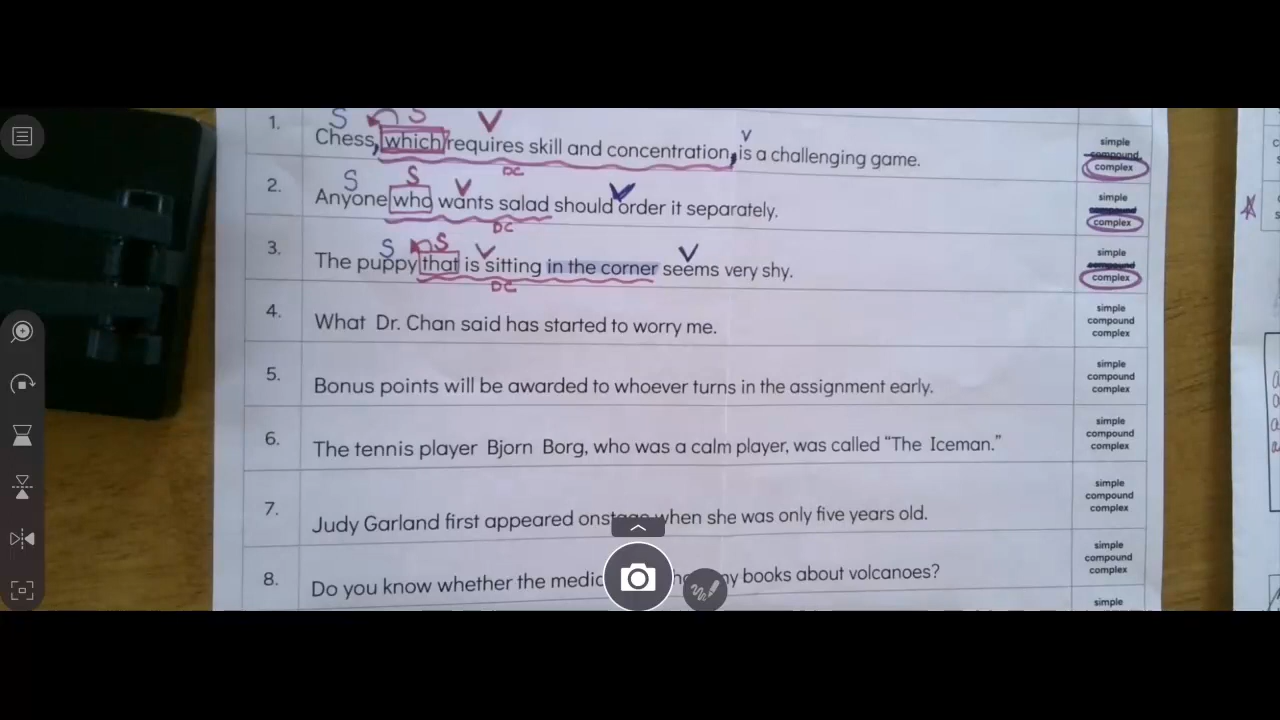 S S V V
1. Chess, which requires skill and concentration, is a challenging game. simple compound complex
DC
S S V V
2. Anyone who wants salad should order it separately. simple complex
DC
S S V V
3. The puppy that is sitting in the corner seems very shy. simple compound complex
DC
4. What Dr. Chan said has started to worry me. simple compound complex
5. Bonus points will be awarded to whoever turns in the assignment early. simple compound complex
6. The tennis player Bjorn Borg, who was a calm player, was called “The Iceman.” simple compound complex
7. Judy Garland first appeared onstage when she was only five years old. simple compound complex
8. Do you know whether the books about volcanoes? simple compound complex
simple